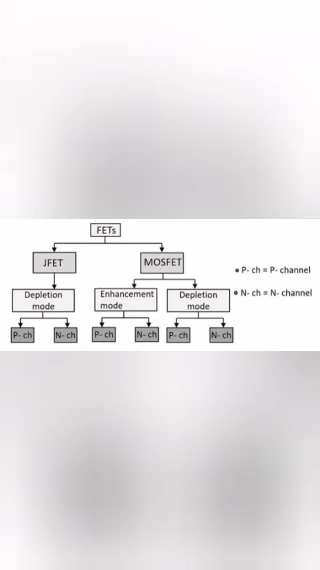 FETs
JFET
MOSFET
Depletion
mode
Enhancement
mode
Depletion
mode
P- ch
N- ch
P- ch
N- ch
P- ch
N- ch
P- ch = P- channel
N- ch = N- channel